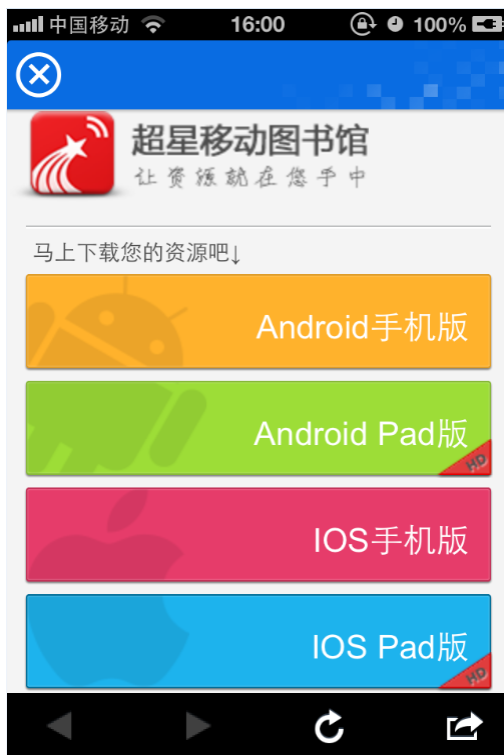 中国移动 16:00 100%
超星移动图书馆
让资源就在您手中
马上下载您的资源吧↓
Android手机版
Android Pad版
HD
IOS手机版
IOS Pad版
HD